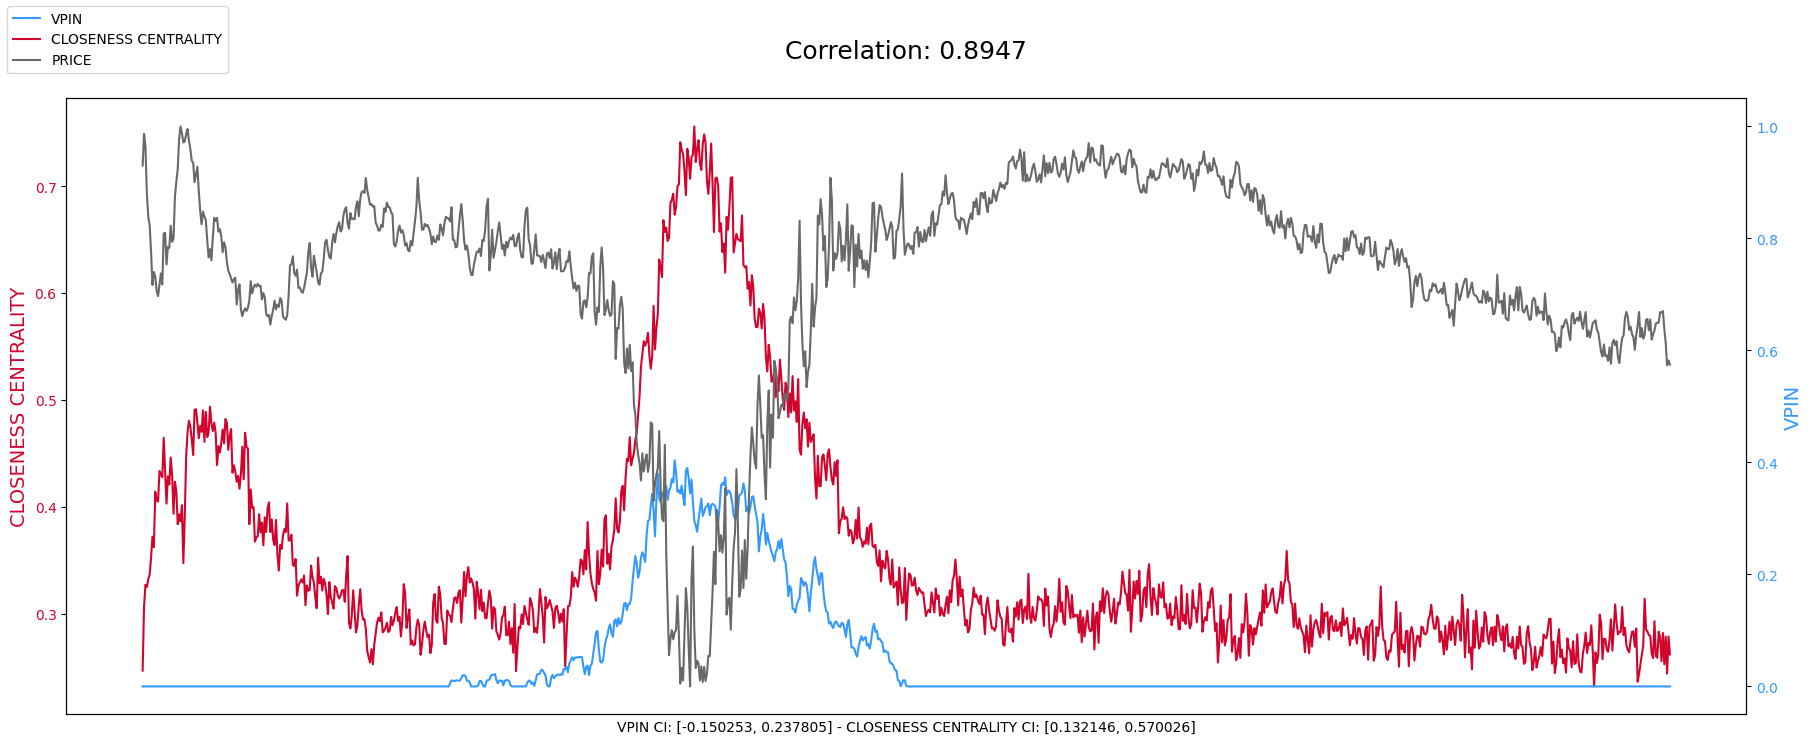 VPIN
CLOSENESS CENTRALITY
PRICE
Correlation: 0.8947
CLOSENESS CENTRALITY
0.7
0.6
0.5
0.4
0.3
1.0
0.8
0.6
0.4
0.2
0.0
VPIN
VPIN CI: [-0.150253, 0.237805] - CLOSENESS CENTRALITY CI: [0.132146, 0.570026]